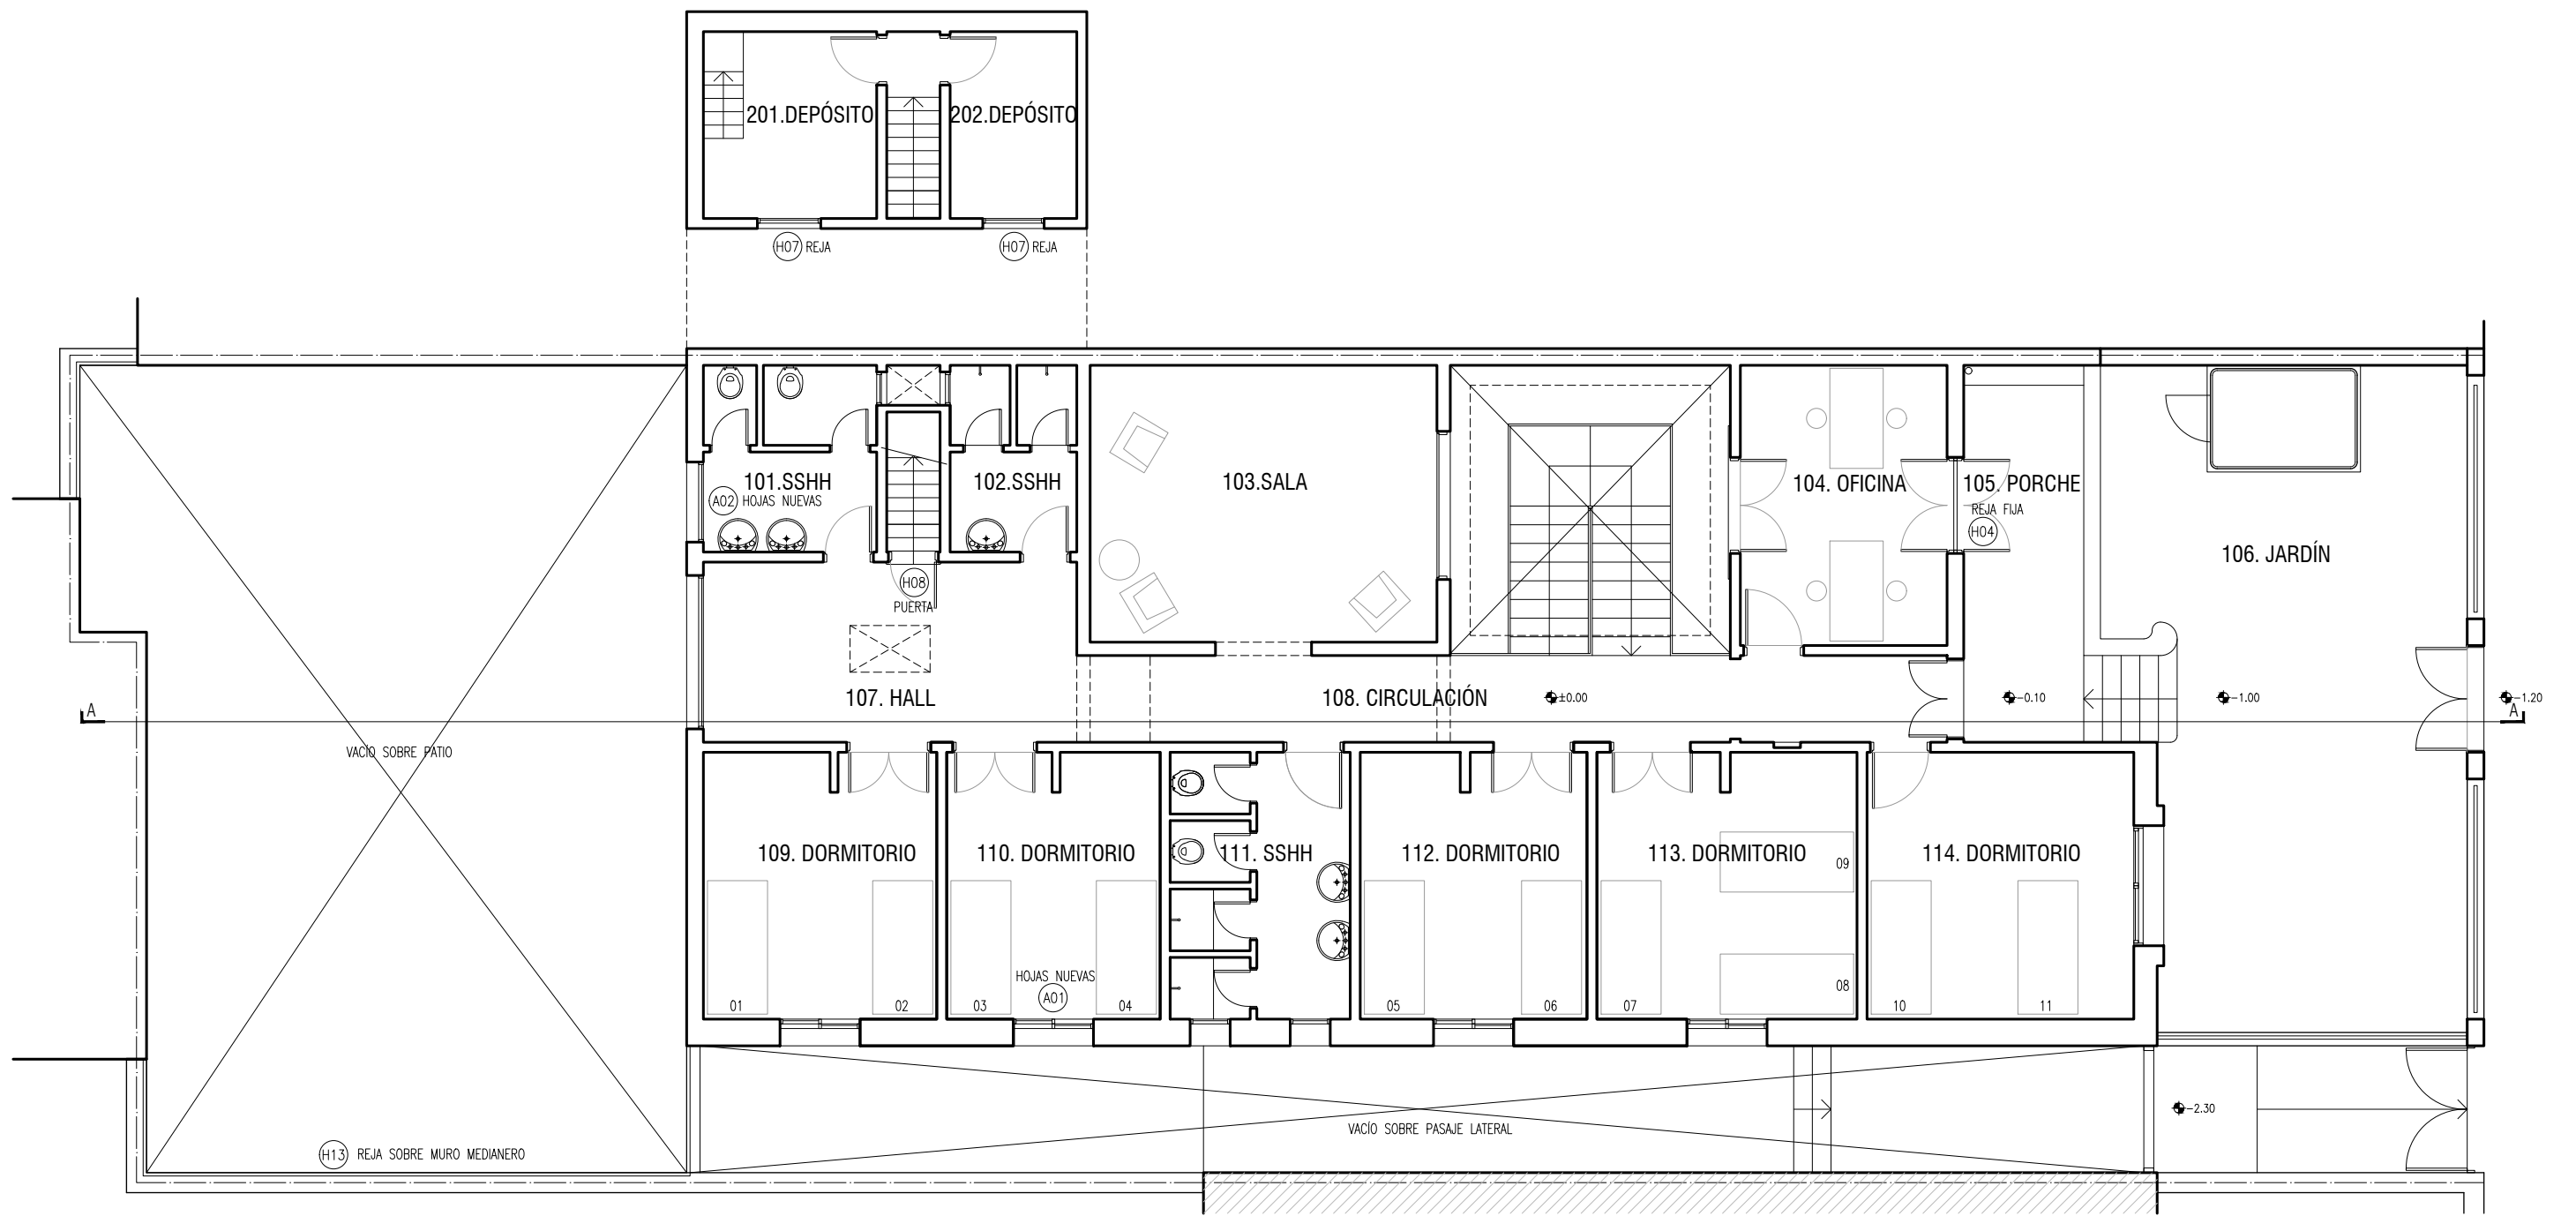 201.DEPÓSITO
202.DEPÓSITO
H07 REJA
H07 REJA
101.SSHH
A02 HOJAS NUEVAS
102.SSHH
103.SALA
104. OFICINA
105. PORCHE
REJA FIJA
H04
106. JARDÍN
H08
PUERTA
107. HALL
108. CIRCULACIÓN
±0.00
-0.10
-1.00
-1.20
A
A
VACÍO SOBRE PATIO
109. DORMITORIO
110. DORMITORIO
111. SSHH
112. DORMITORIO
113. DORMITORIO
114. DORMITORIO
09
08
HOJAS NUEVAS
A01
01
02
03
04
05
06
07
10
11
-2.30
VACÍO SOBRE PASAJE LATERAL
H13 REJA SOBRE MURO MEDIANERO